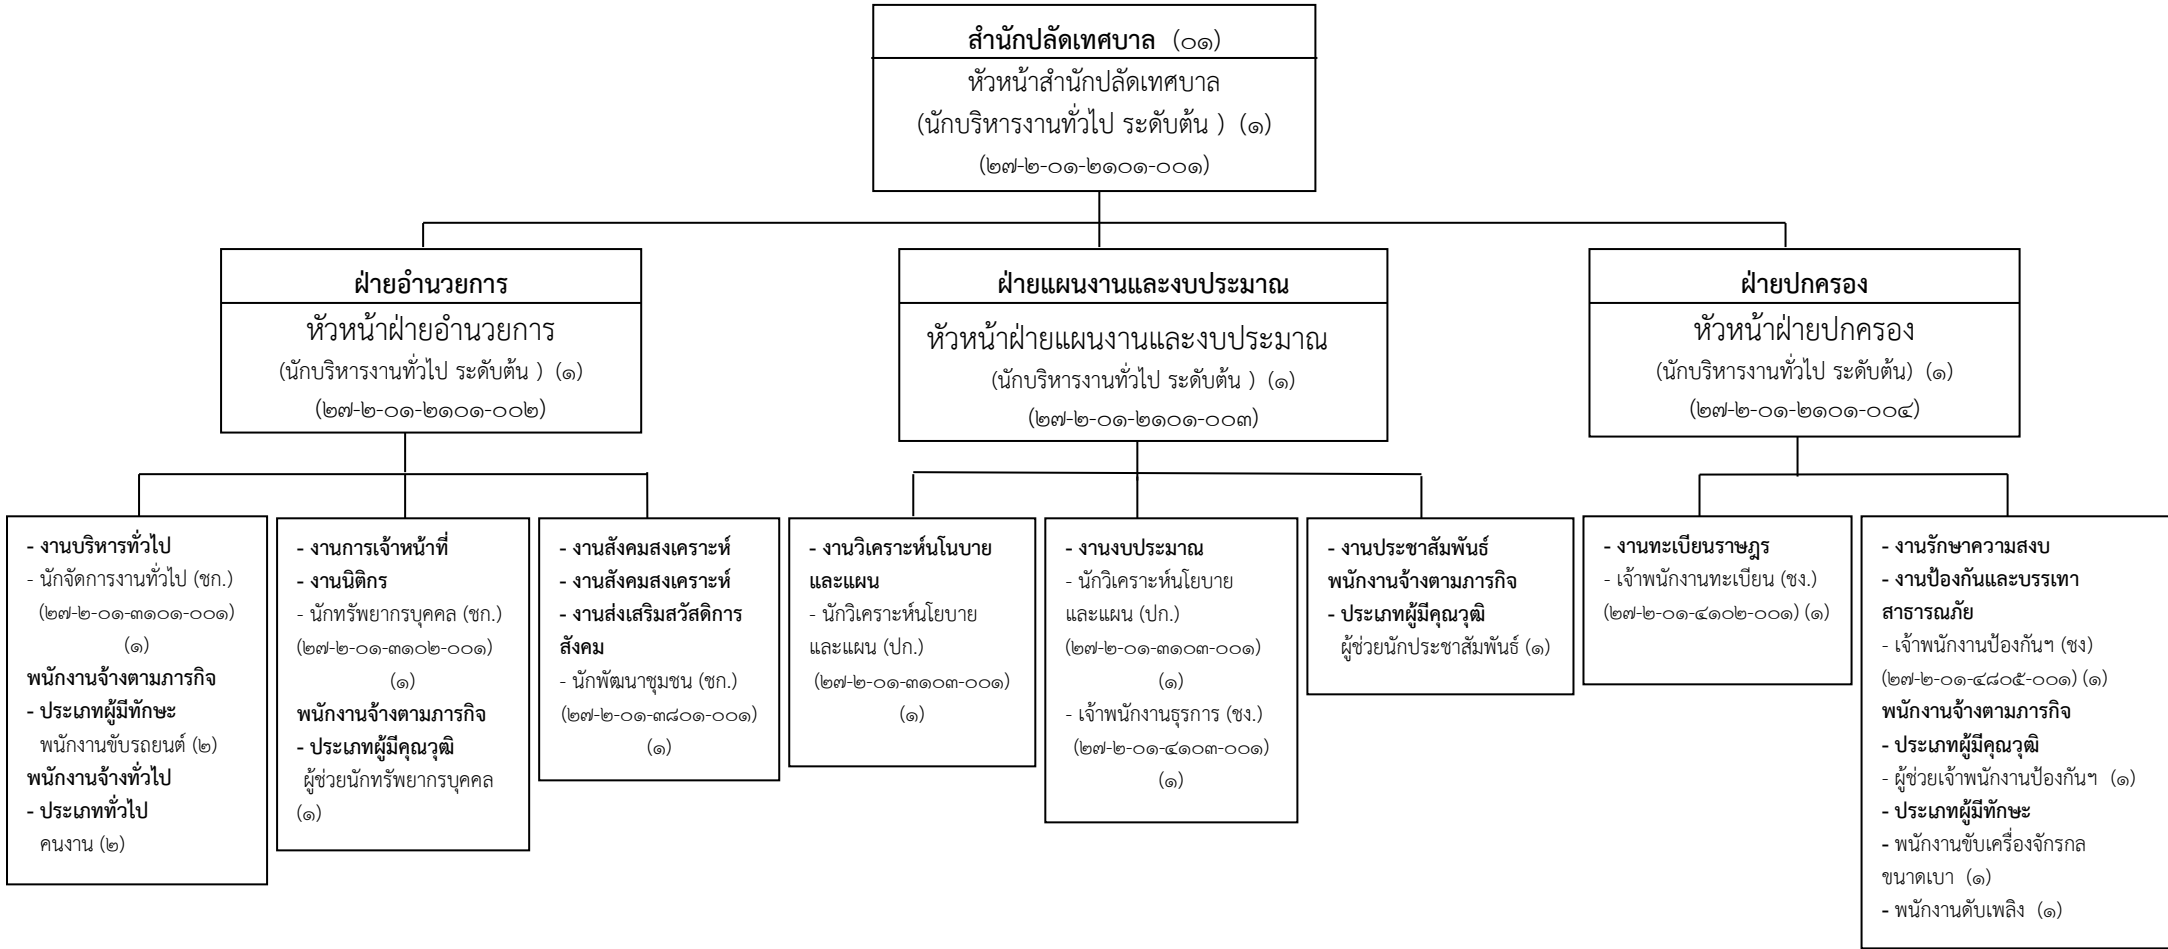 สำนักปลัดเทศบาล (๐๑)
หัวหน้าสำนักปลัดเทศบาล
(นักบริหารงานทั่วไป ระดับต้น ) (๑)
(๒๗-๒-๐๑-๒๑๐๑-๐๐๑)
ฝ่ายอำนวยการ
หัวหน้าฝ่ายอำนวยการ
(นักบริหารงานทั่วไป ระดับต้น ) (๑)
(๒๗-๒-๐๑-๒๑๐๑-๐๐๒)
ฝ่ายแผนงานและงบประมาณ
หัวหน้าฝ่ายแผนงานและงบประมาณ
(นักบริหารงานทั่วไป ระดับต้น ) (๑)
(๒๗-๒-๐๑-๒๑๐๑-๐๐๓)
ฝ่ายปกครอง
หัวหน้าฝ่ายปกครอง
(นักบริหารงานทั่วไป ระดับต้น) (๑)
(๒๗-๒-๐๑-๒๑๐๑-๐๐๔)
- งานบริหารทั่วไป
- นักจัดการงานทั่วไป (ชก.)
(๒๗-๒-๐๑-๓๑๐๑-๐๐๑)
(๑)
พนักงานจ้างตามภารกิจ
- ประเภทผู้มีทักษะ
พนักงานขับรถยนต์ (๒)
พนักงานจ้างทั่วไป
- ประเภททั่วไป
คนงาน (๒)
- งานการเจ้าหน้าที่
- งานนิติกร
- นักทรัพยากรบุคคล (ชก.)
(๒๗-๒-๐๑-๓๑๐๒-๐๐๑)
(๑)
พนักงานจ้างตามภารกิจ
- ประเภทผู้มีคุณวุฒิ
ผู้ช่วยนักทรัพยากรบุคคล
(๑)
- งานสังคมสงเคราะห์
- งานสังคมสงเคราะห์
- งานส่งเสริมสวัสดิการ
สังคม
- นักพัฒนาชุมชน (ชก.)
(๒๗-๒-๐๑-๓๘๐๑-๐๐๑)
(๑)
- งานวิเคราะห์นโนบาย
และแผน
- นักวิเคราะห์นโยบาย
และแผน (ปก.)
(๒๗-๒-๐๑-๓๑๐๓-๐๐๑)
(๑)
- งานงบประมาณ
- นักวิเคราะห์นโยบาย
และแผน (ปก.)
(๒๗-๒-๐๑-๓๑๐๓-๐๐๑)
(๑)
- เจ้าพนักงานธุรการ (ชง.)
(๒๗-๒-๐๑-๔๑๐๓-๐๐๑)
(๑)
- งานประชาสัมพันธ์
พนักงานจ้างตามภารกิจ
- ประเภทผู้มีคุณวุฒิ
ผู้ช่วยนักประชาสัมพันธ์ (๑)
- งานทะเบียนราษฎร
- เจ้าพนักงานทะเบียน (ชง.)
(๒๗-๒-๐๑-๔๑๐๒-๐๐๑) (๑)
- งานรักษาความสงบ
- งานป้องกันและบรรเทา
สาธารณภัย
- เจ้าพนักงานป้องกันฯ (ชง)
(๒๗-๒-๐๑-๔๘๐๕-๐๐๑) (๑)
พนักงานจ้างตามภารกิจ
- ประเภทผู้มีคุณวุฒิ
- ผู้ช่วยเจ้าพนักงานป้องกันฯ (๑)
- ประเภทผู้มีทักษะ
- พนักงานขับเครื่องจักรกล
ขนาดเบา (๑)
- พนักงานดับเพลิง (๑)